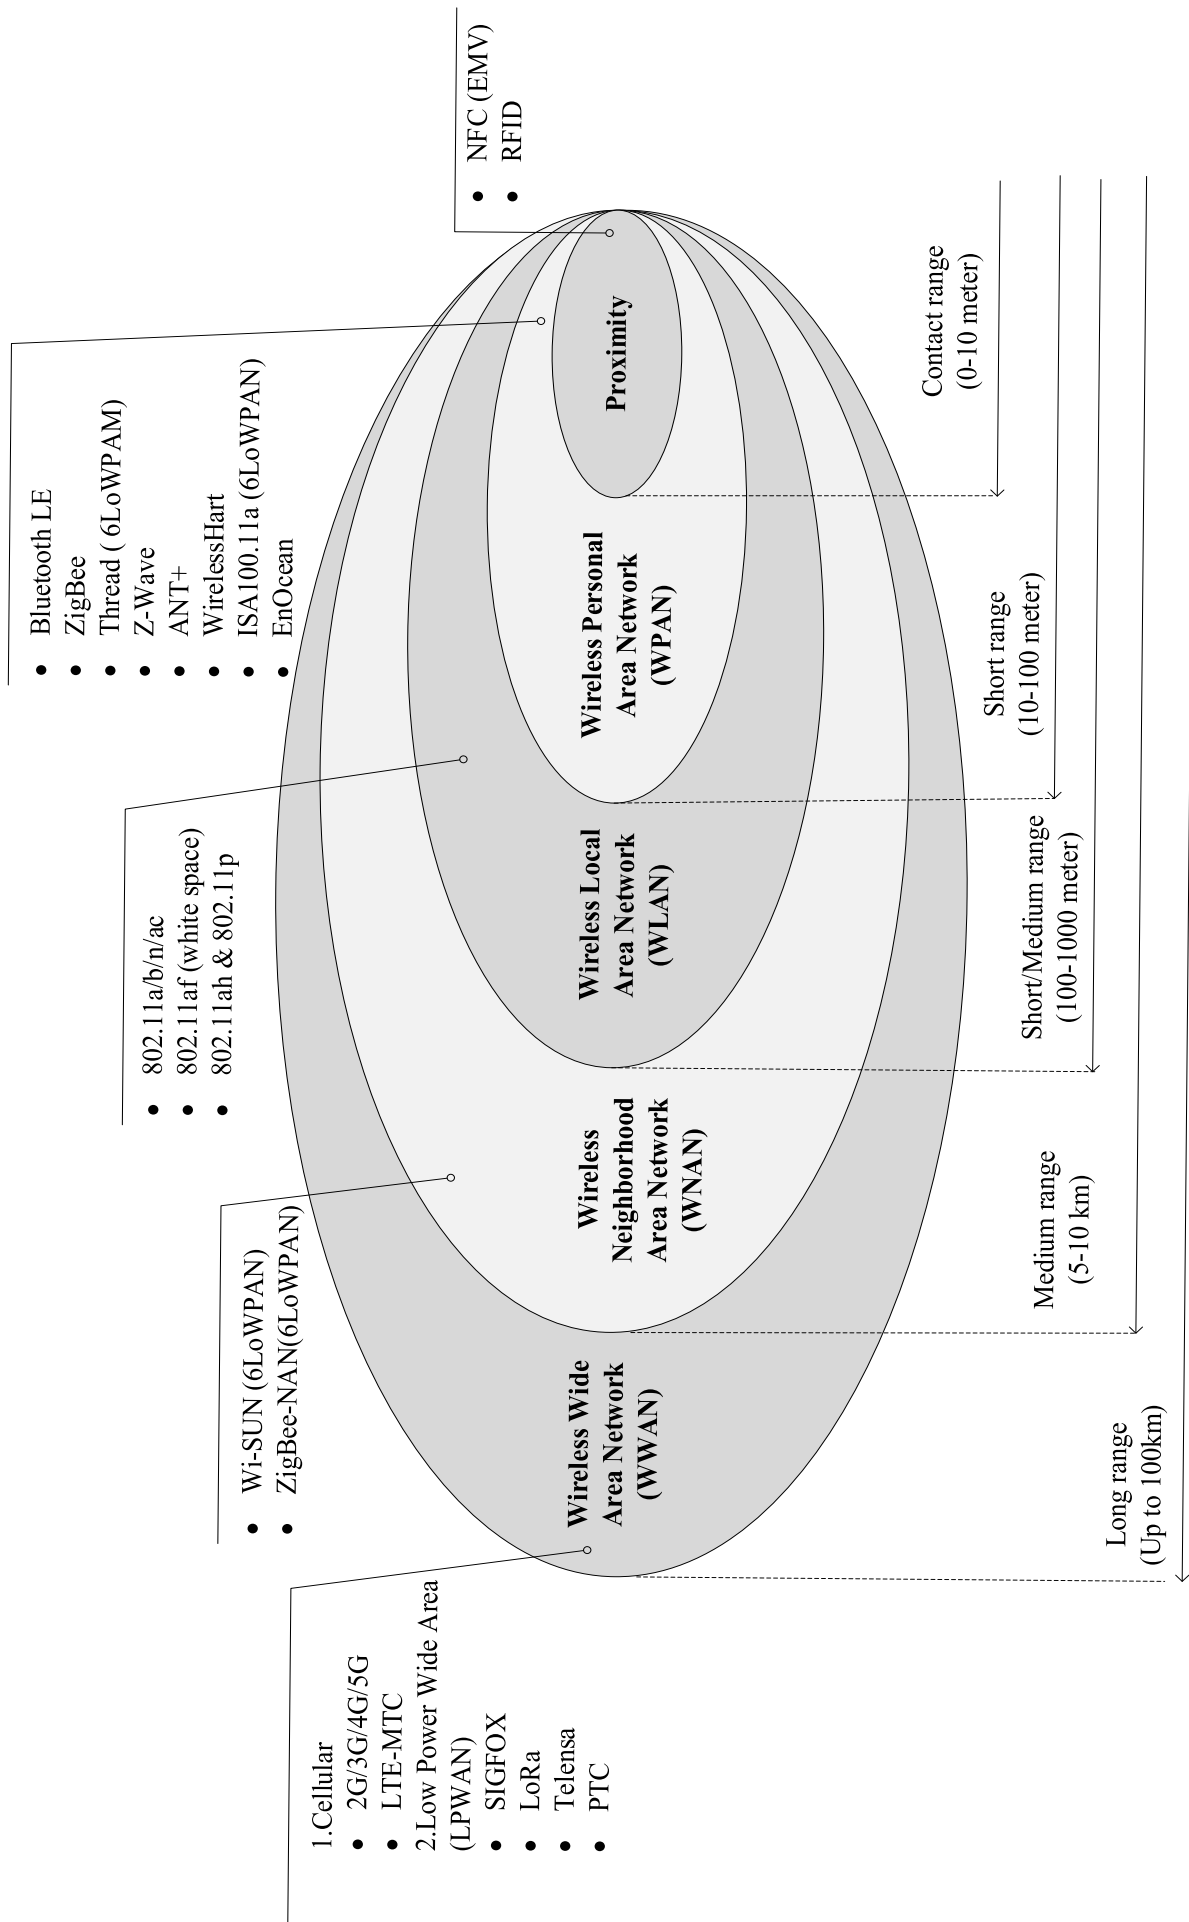 1.Cellular
• 2G/3G/4G/5G
• LTE-MTC
2.Low Power Wide Area
(LPWAN)
• SIGFOX
• LoRa
• Telensa
• PTC
• Wi-SUN (6LoWPAN)
• ZigBee-NAN(6LoWPAN)
• 802.11a/b/n/ac
• 802.11af (white space)
• 802.11ah & 802.11p
• Bluetooth LE
• ZigBee
• Thread ( 6LoWPAM)
• Z-Wave
• ANT+
• WirelessHart
• ISA100.11a (6LoWPAN)
• EnOcean
• NFC (EMV)
• RFID
Wireless Wide
Area Network
(WWAN)
Wireless
Neighborhood
Area Network
(WNAN)
Wireless Local
Area Network
(WLAN)
Wireless Personal
Area Network
(WPAN)
Proximity
Contact range
(0-10 meter)
Short range
(10-100 meter)
Short/Medium range
(100-1000 meter)
Medium range
(5-10 km)
Long range
(Up to 100km)